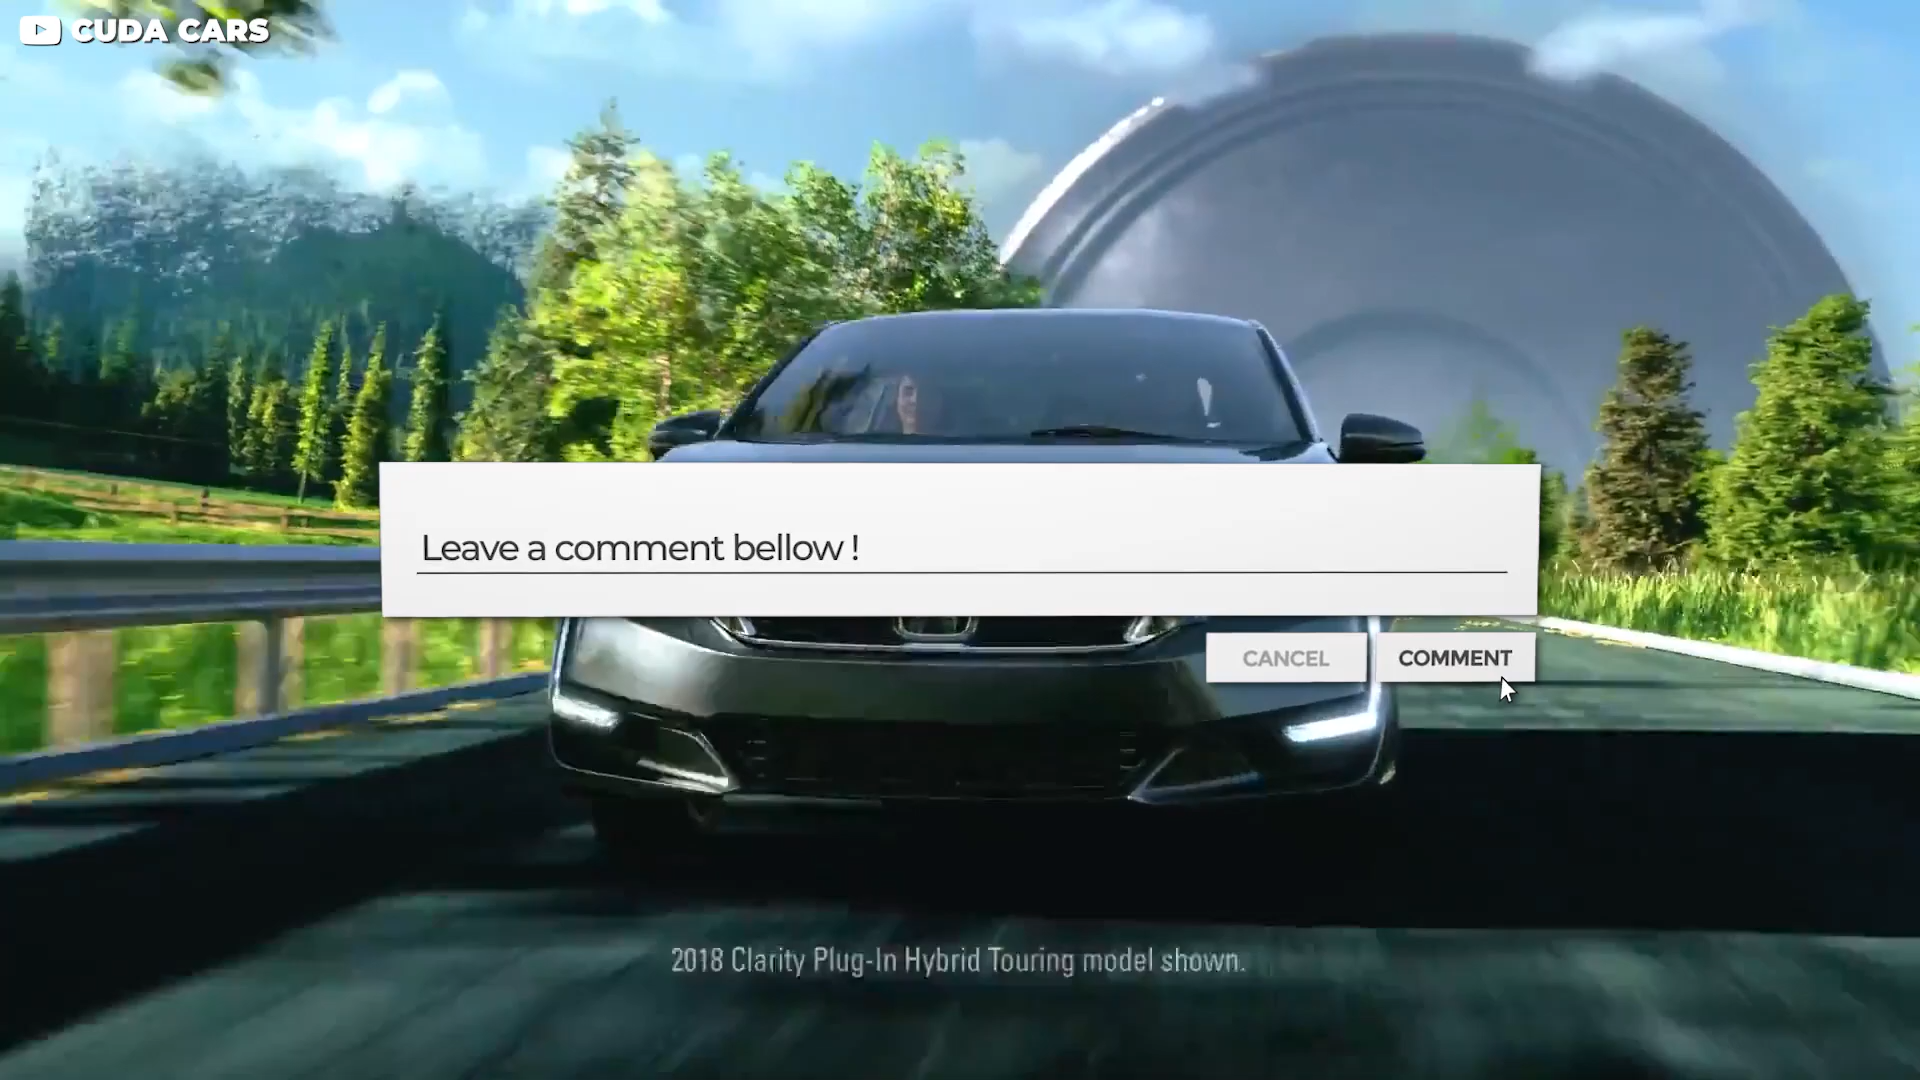 CUDA CARS
Leave a comment bellow !
CANCEL COMMENT
2018 Clarity Plug-In Hybrid Touring model shown.